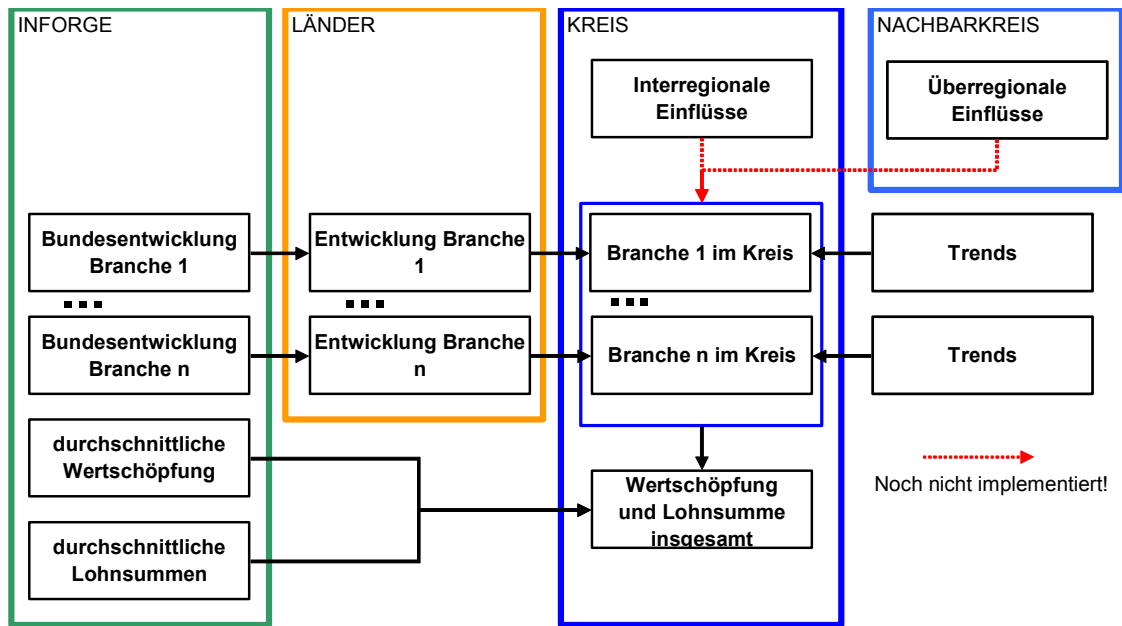 INFORGE
LÄNDER
KREIS
NACHBARKREIS
Interregionale
Einflüsse
Überregionale
Einflüsse
Bundesentwicklung
Branche 1
Entwicklung Branche
1
Branche 1 im Kreis
Trends
Bundesentwicklung
Branche n
Entwicklung Branche
n
Branche n im Kreis
Trends
durchschnittliche
Wertschöpfung
Wertschöpfung
und Lohnsumme
insgesamt
Noch nicht implementiert!
durchschnittliche
Lohnsummen